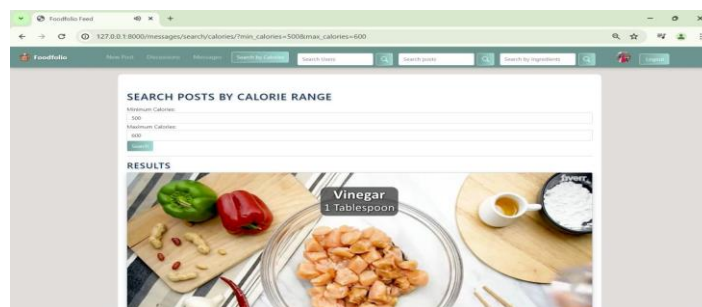 Foodfolio Feed
127.0.0.1:8000/messages/search/calories/?min_calories=500&max_calories=600
Foodfolio New Post Discussions Messages Search by Calories Search Users Search posts Search by ingredients Logout
SEARCH POSTS BY CALORIE RANGE
Minimum Calories:
500
Maximum Calories:
600
Search
RESULTS
fiverr.
Vinegar
1 Tablespoon